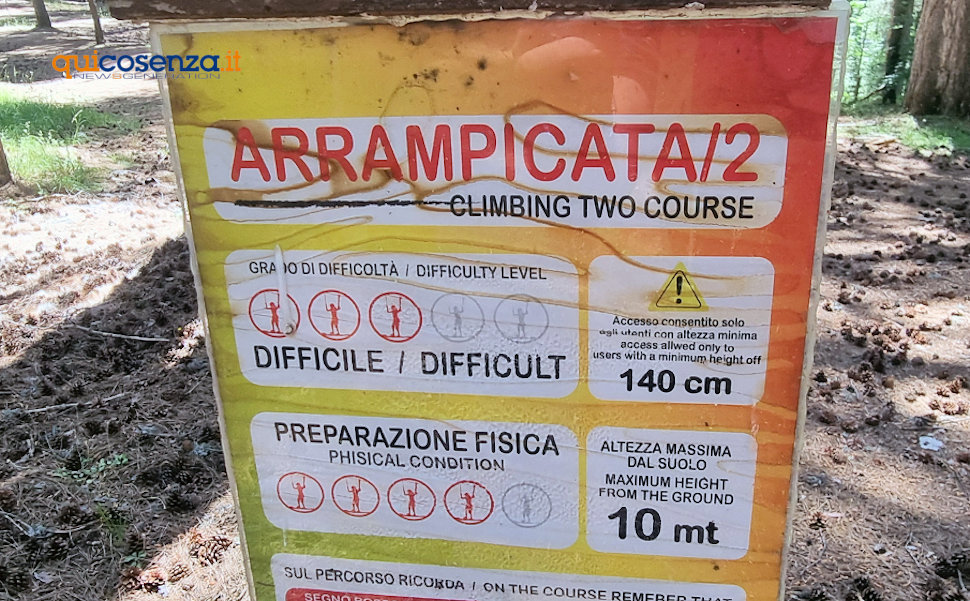 quicosenza.it
NEWS&GENERATION
ARRAMPICATA/2
CLIMBING TWO COURSE
GRADO DI DIFFICOLTÀ / DIFFICULTY LEVEL
DIFFICILE / DIFFICULT
Accesso consentito solo
agli utenti con altezza minima
access allwed only to
users with a minimum height off
140 cm
PREPARAZIONE FISICA
PHISICAL CONDITION
ALTEZZA MASSIMA
DAL SUOLO
MAXIMUM HEIGHT
FROM THE GROUND
10 mt
SUL PERCORSO RICORDA / ON THE COURSE REMEBER THAT
SEGNO